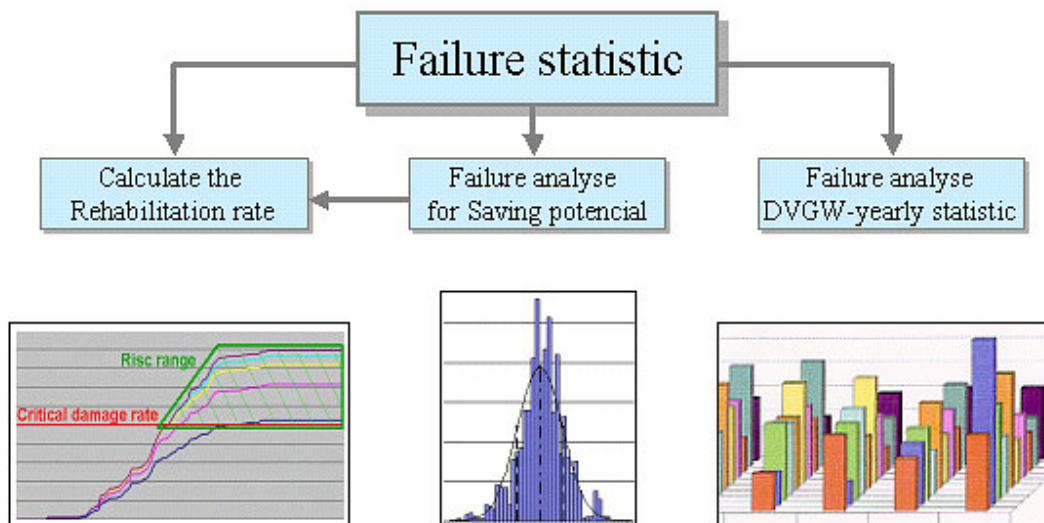 Failure statistic
Calculate the
Rehabilitation rate
Failure analyse
for Saving potencial
Failure analyse
DVGW-yearly statistic
Risc range
Critical damage rate